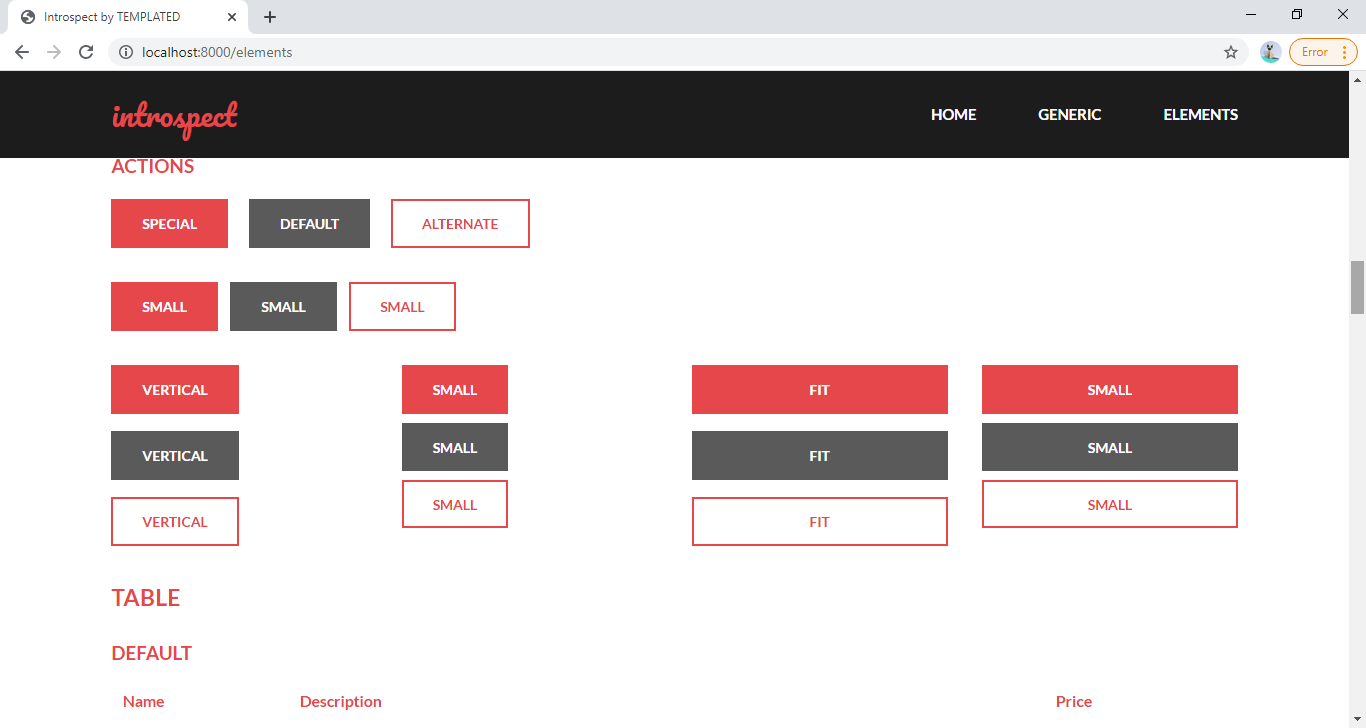 Introspect by TEMPLATED
localhost:8000/elements
Error
introspect
HOME GENERIC ELEMENTS
ACTIONS
SPECIAL DEFAULT ALTERNATE
SMALL SMALL SMALL
VERTICAL SMALL FIT SMALL
VERTICAL SMALL FIT SMALL
VERTICAL SMALL FIT SMALL
TABLE
DEFAULT
Name Description Price